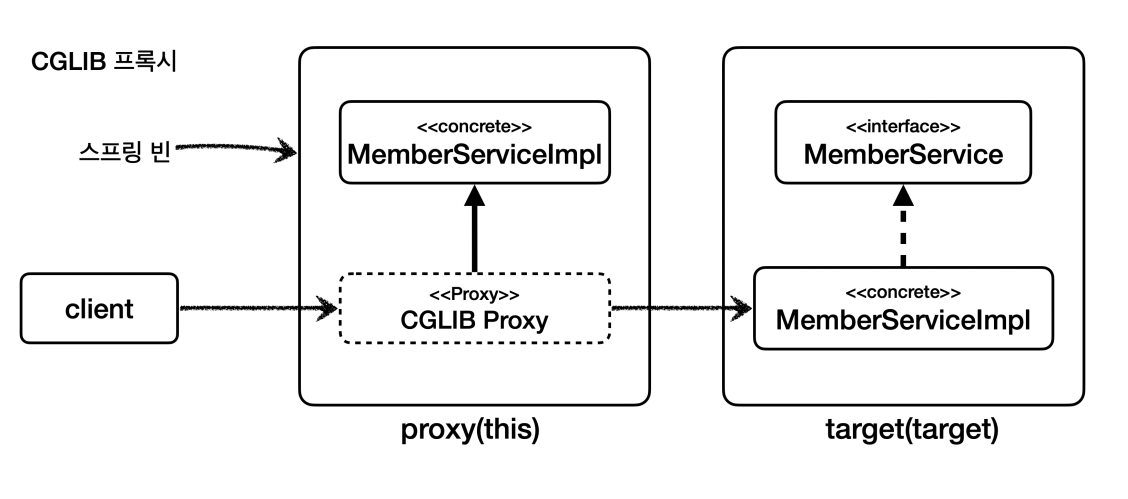 CGLIB 프록시
스프링 빈
<<concrete>>
MemberServiceImpl
<<interface>>
MemberService
client
<<Proxy>>
CGLIB Proxy
<<concrete>>
MemberServiceImpl
proxy(this)
target(target)